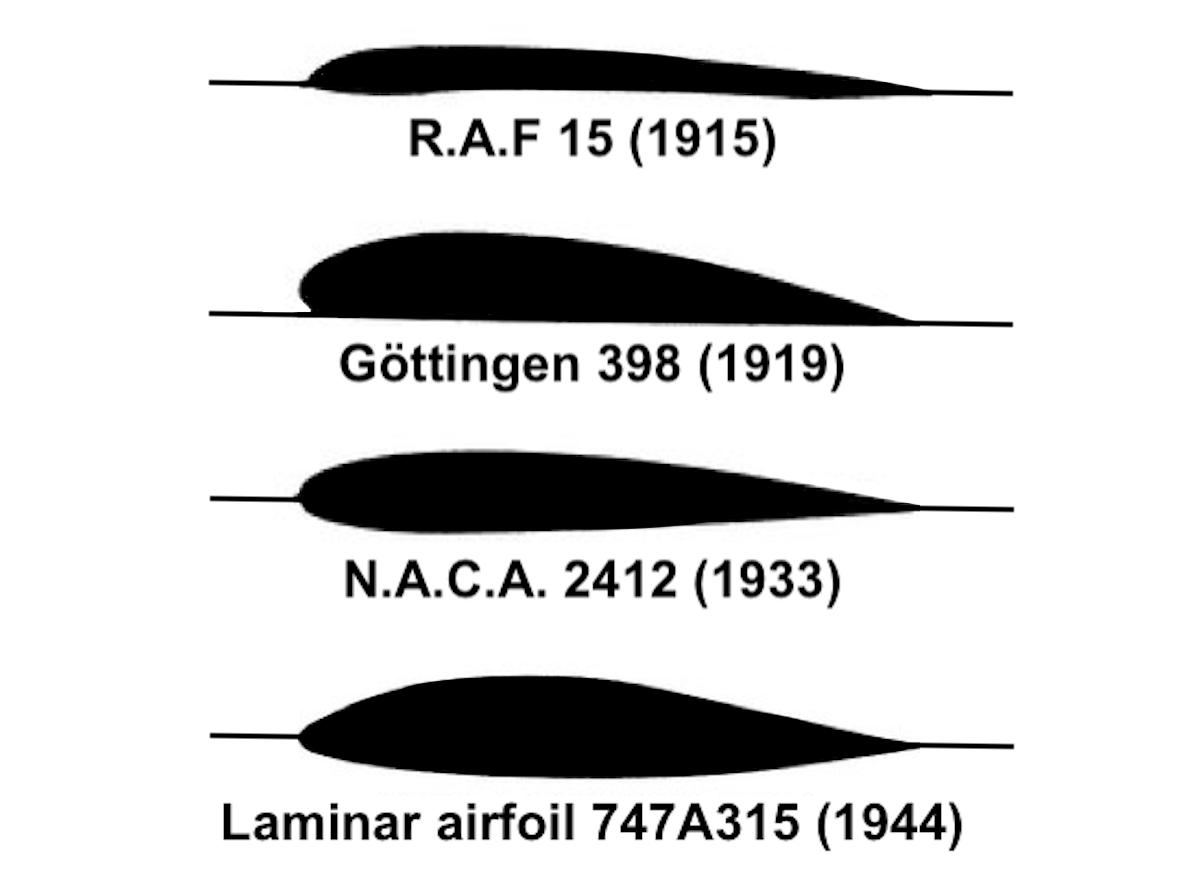 R.A.F 15 (1915)
Göttingen 398 (1919)
N.A.C.A. 2412 (1933)
Laminar airfoil 747A315 (1944)